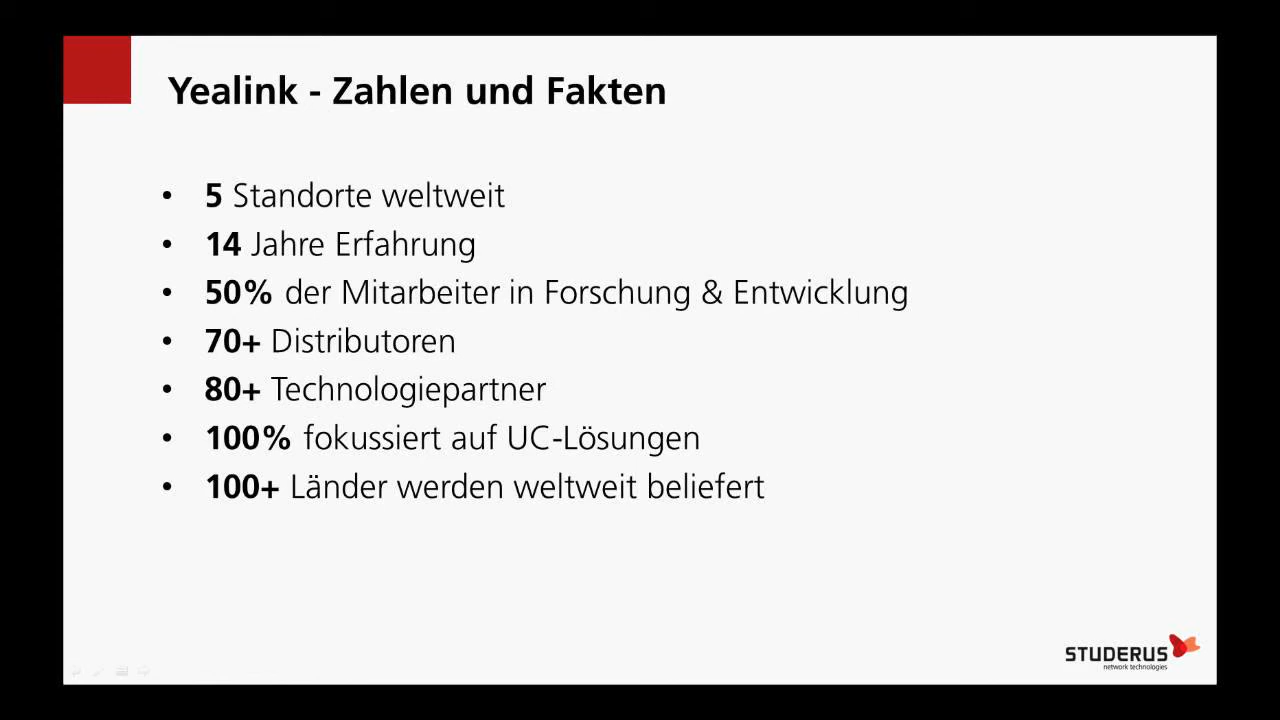 Yealink - Zahlen und Fakten
• 5 Standorte weltweit
• 14 Jahre Erfahrung
• 50% der Mitarbeiter in Forschung & Entwicklung
• 70+ Distributoren
• 80+ Technologiepartner
• 100% fokussiert auf UC-Lösungen
• 100+ Länder werden weltweit beliefert
STUDERUS
network technologies